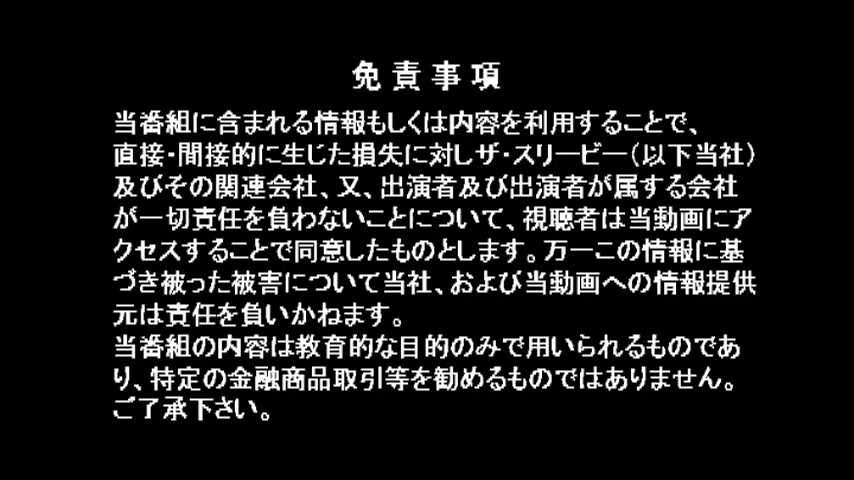 免責事項
当番組に含まれる情報もしくは内容を利用することで、
直接・間接的に生じた損失に対しザ・スリービー（以下当社）
及びその関連会社、又、出演者及び出演者が属する会社
が一切責任を負わないことについて、視聴者は当動画にア
クセスすることで同意したものとします。万一この情報に基
づき被った被害について当社、および当動画への情報提供
元は責任を負いかねます。
当番組の内容は教育的な目的のみで用いられるものであ
り、特定の金融商品取引等を勧めるものではありません。
ご了承下さい。